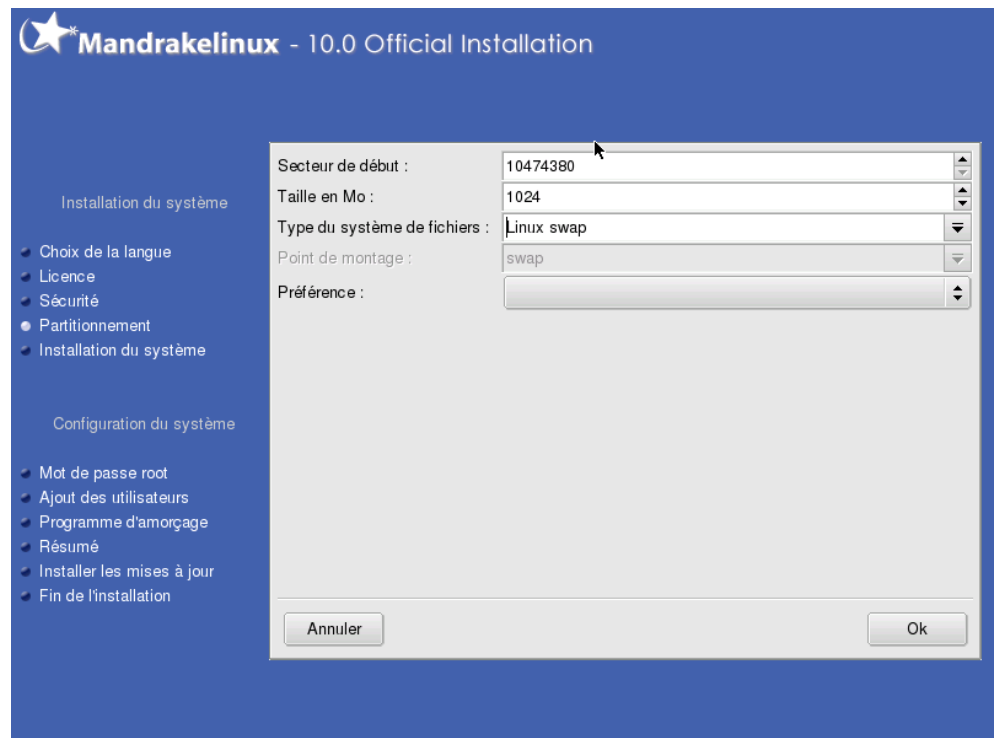 Mandrakelinux - 10.0 Official Installation
Installation du système
Choix de la langue
Licence
Sécurité
Partitionnement
Installation du système
Configuration du système
Mot de passe root
Ajout des utilisateurs
Programme d'amorçage
Résumé
Installer les mises à jour
Fin de l'installation
Secteur de début : 10474380
Taille en Mo : 1024
Type du système de fichiers : Linux swap
Point de montage : swap
Préférence :
Annuler Ok